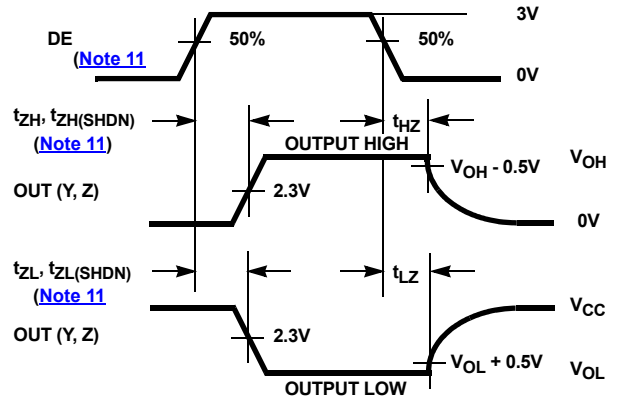 3V
DE
(Note 11
50%
50%
0V
tZH, tZH(SHDN)
(Note 11)
tHZ
OUTPUT HIGH
VOH - 0.5V
VOH
OUT (Y, Z)
2.3V
0V
tZL, tZL(SHDN)
(Note 11
tLZ
VCC
OUT (Y, Z)
2.3V
VOL + 0.5V
VOL
OUTPUT LOW